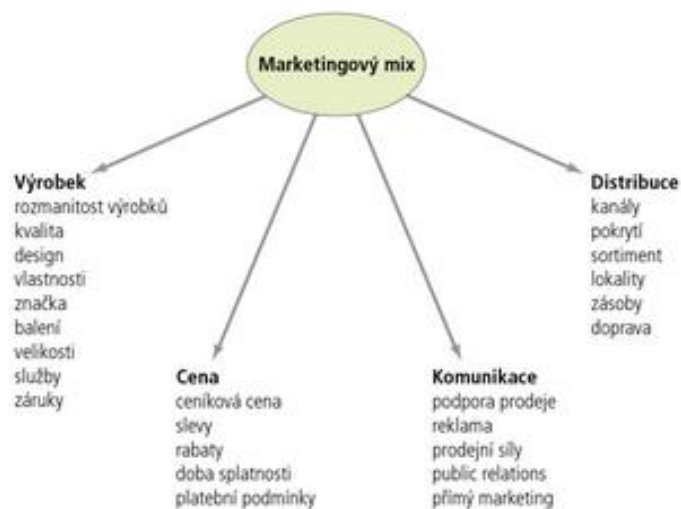 Marketingový mix
Výrobek
rozmanitost výrobků
kvalita
design
vlastnosti
značka
balení
velikosti
služby
záruky
Cena
ceníková cena
slevy
rabaty
doba splatnosti
platební podmínky
Komunikace
podpora prodeje
reklama
prodejní síly
public relations
přímý marketing
Distribuce
kanály
pokrytí
sortiment
lokality
zásoby
doprava